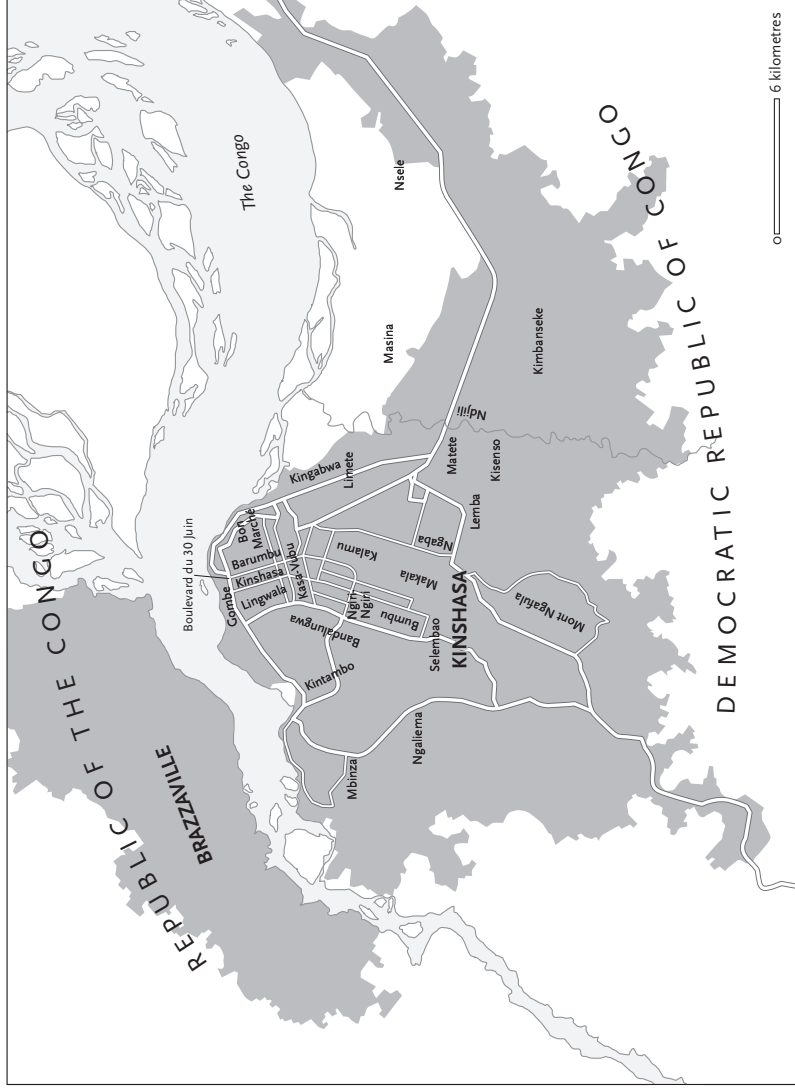 REPUBLIC OF THE CONGO
BRAZZAVILLE
The Congo
Boulevard du 30 Juin
Gombe
Bon
Marché
Barumbu
Kinshasa
Lingwala
Kasa-Vubu
Kingabwa
Limete
Masina
Nsele
Kintambo
Bandalungwa
Ngiri
Ngiri
Kalamu
Bumbu
Makala
Ngaba
Matete
Ndjili
Kimbanseke
Kisenso
Lemba
Selembao
KINSHASA
Mbinza
Ngaliema
Mont Ngafula
DEMOCRATIC REPUBLIC OF CONGO
0 6 kilometres